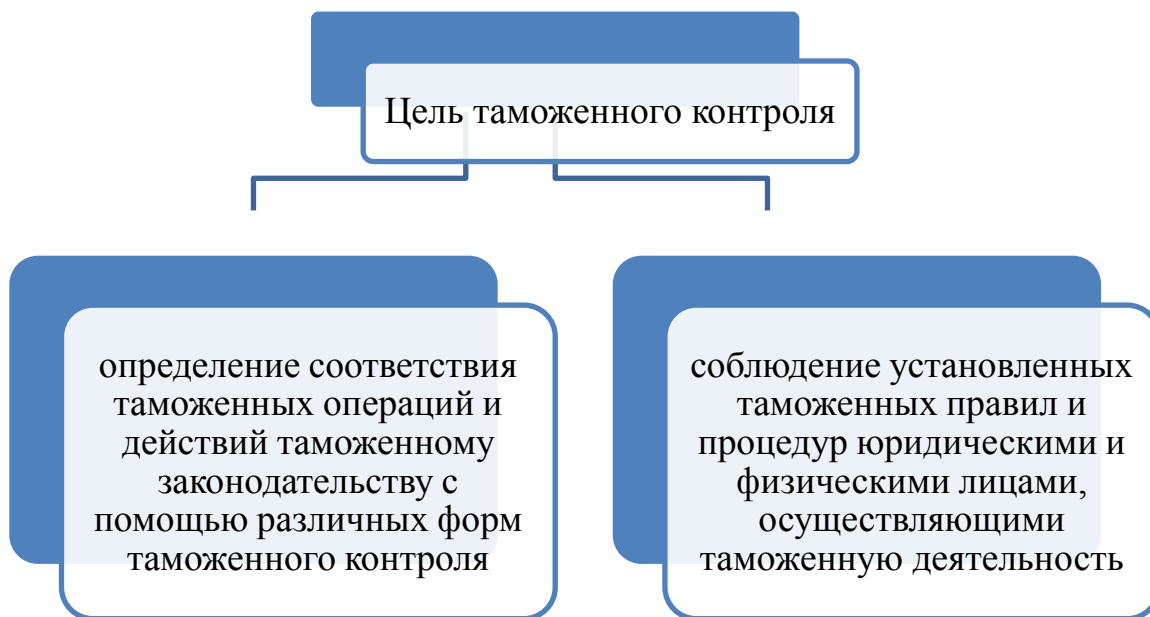 Цель таможенного контроля
определение соответствия
таможенных операций и
действий таможенному
законодательству с
помощью различных форм
таможенного контроля
соблюдение установленных
таможенных правил и
процедур юридическими и
физическими лицами,
осуществляющими
таможенную деятельность